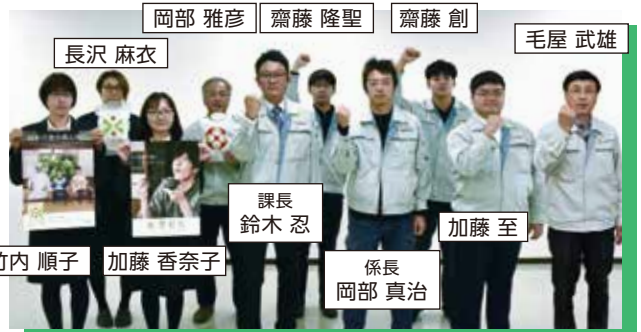 岡部 雅彦
齋藤 隆聖
齋藤 創
長沢 麻衣
毛屋 武雄
課長
鈴木 忍
加藤 至
竹内 順子
加藤 香奈子
係長
岡部 真治